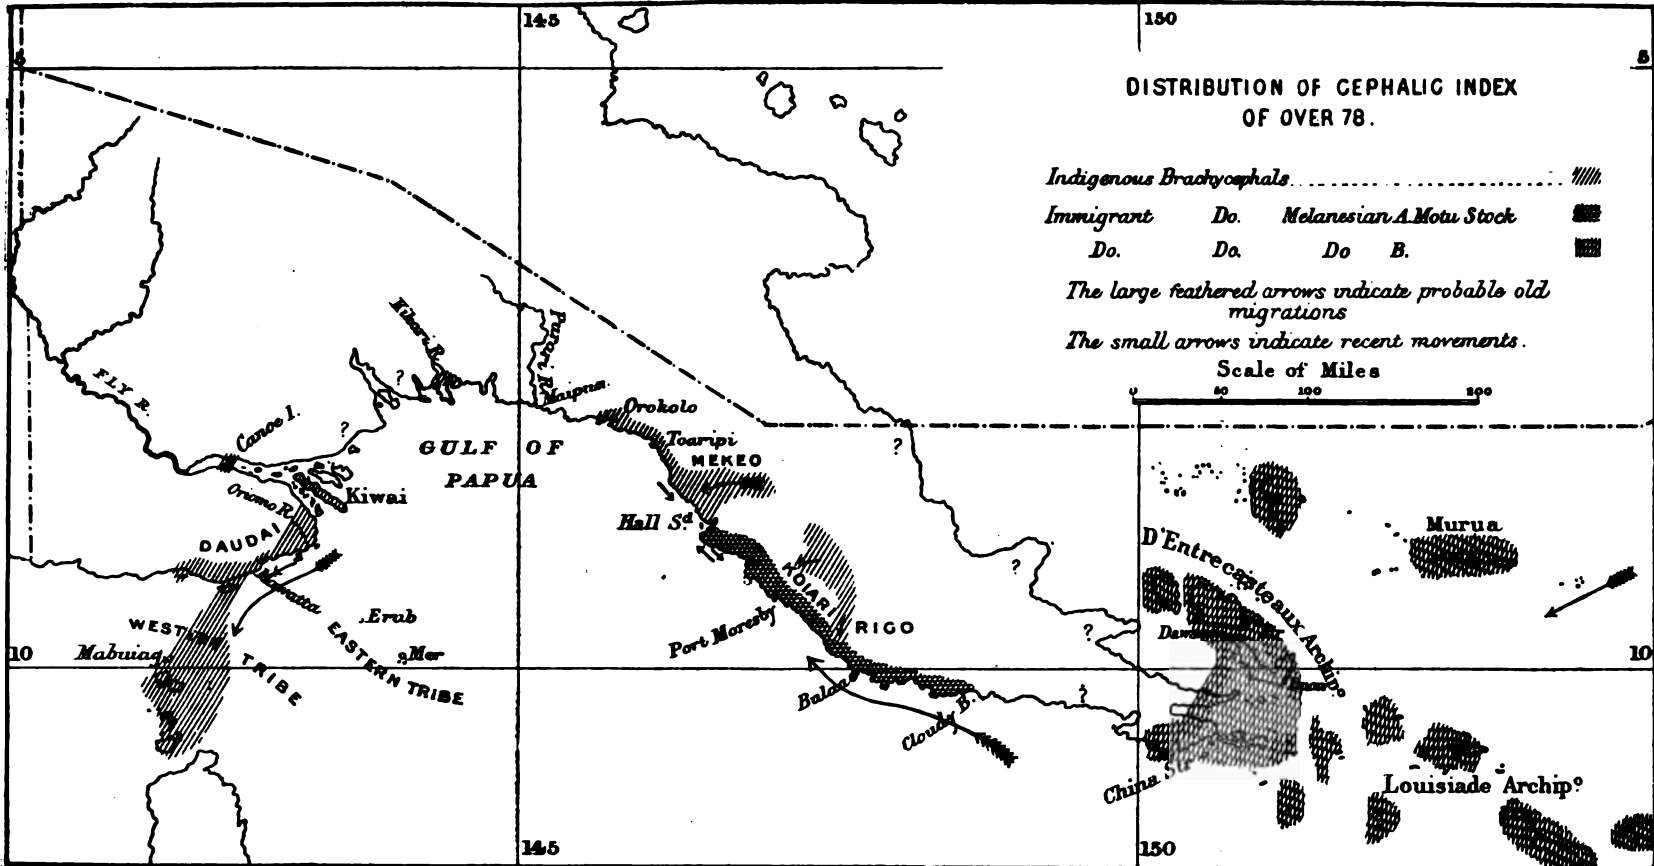 145
150
5
5
DISTRIBUTION OF CEPHALIC INDEX
OF OVER 78.
Indigenous Brachycephals
Immigrant Do. Melanesian A. Motu Stock
Do. Do. Do B.
The large feathered arrows indicate probable old
migrations
The small arrows indicate recent movements.
Scale of Miles
0 50 100 200
Kikori R.
Purari R.
FLY R.
?
Maipua
Orokolo
Canoe I.
?
Toaripi
GULF OF
PAPUA
MEKEO
?
Kiwai
Oriomo R.
Hall Sd.
Murua
DAUDAI
D'Entrecasteaux Archipo.
?
KOIARI
Mowatta
Erub
WESTERN
TRIBE
EASTERN TRIBE
Port Moresby
RIGO
?
Mabuiag
Mer
10
10
Bulaa
?
Cloudy B.
China Str
Louisiade Archipo.
145
150